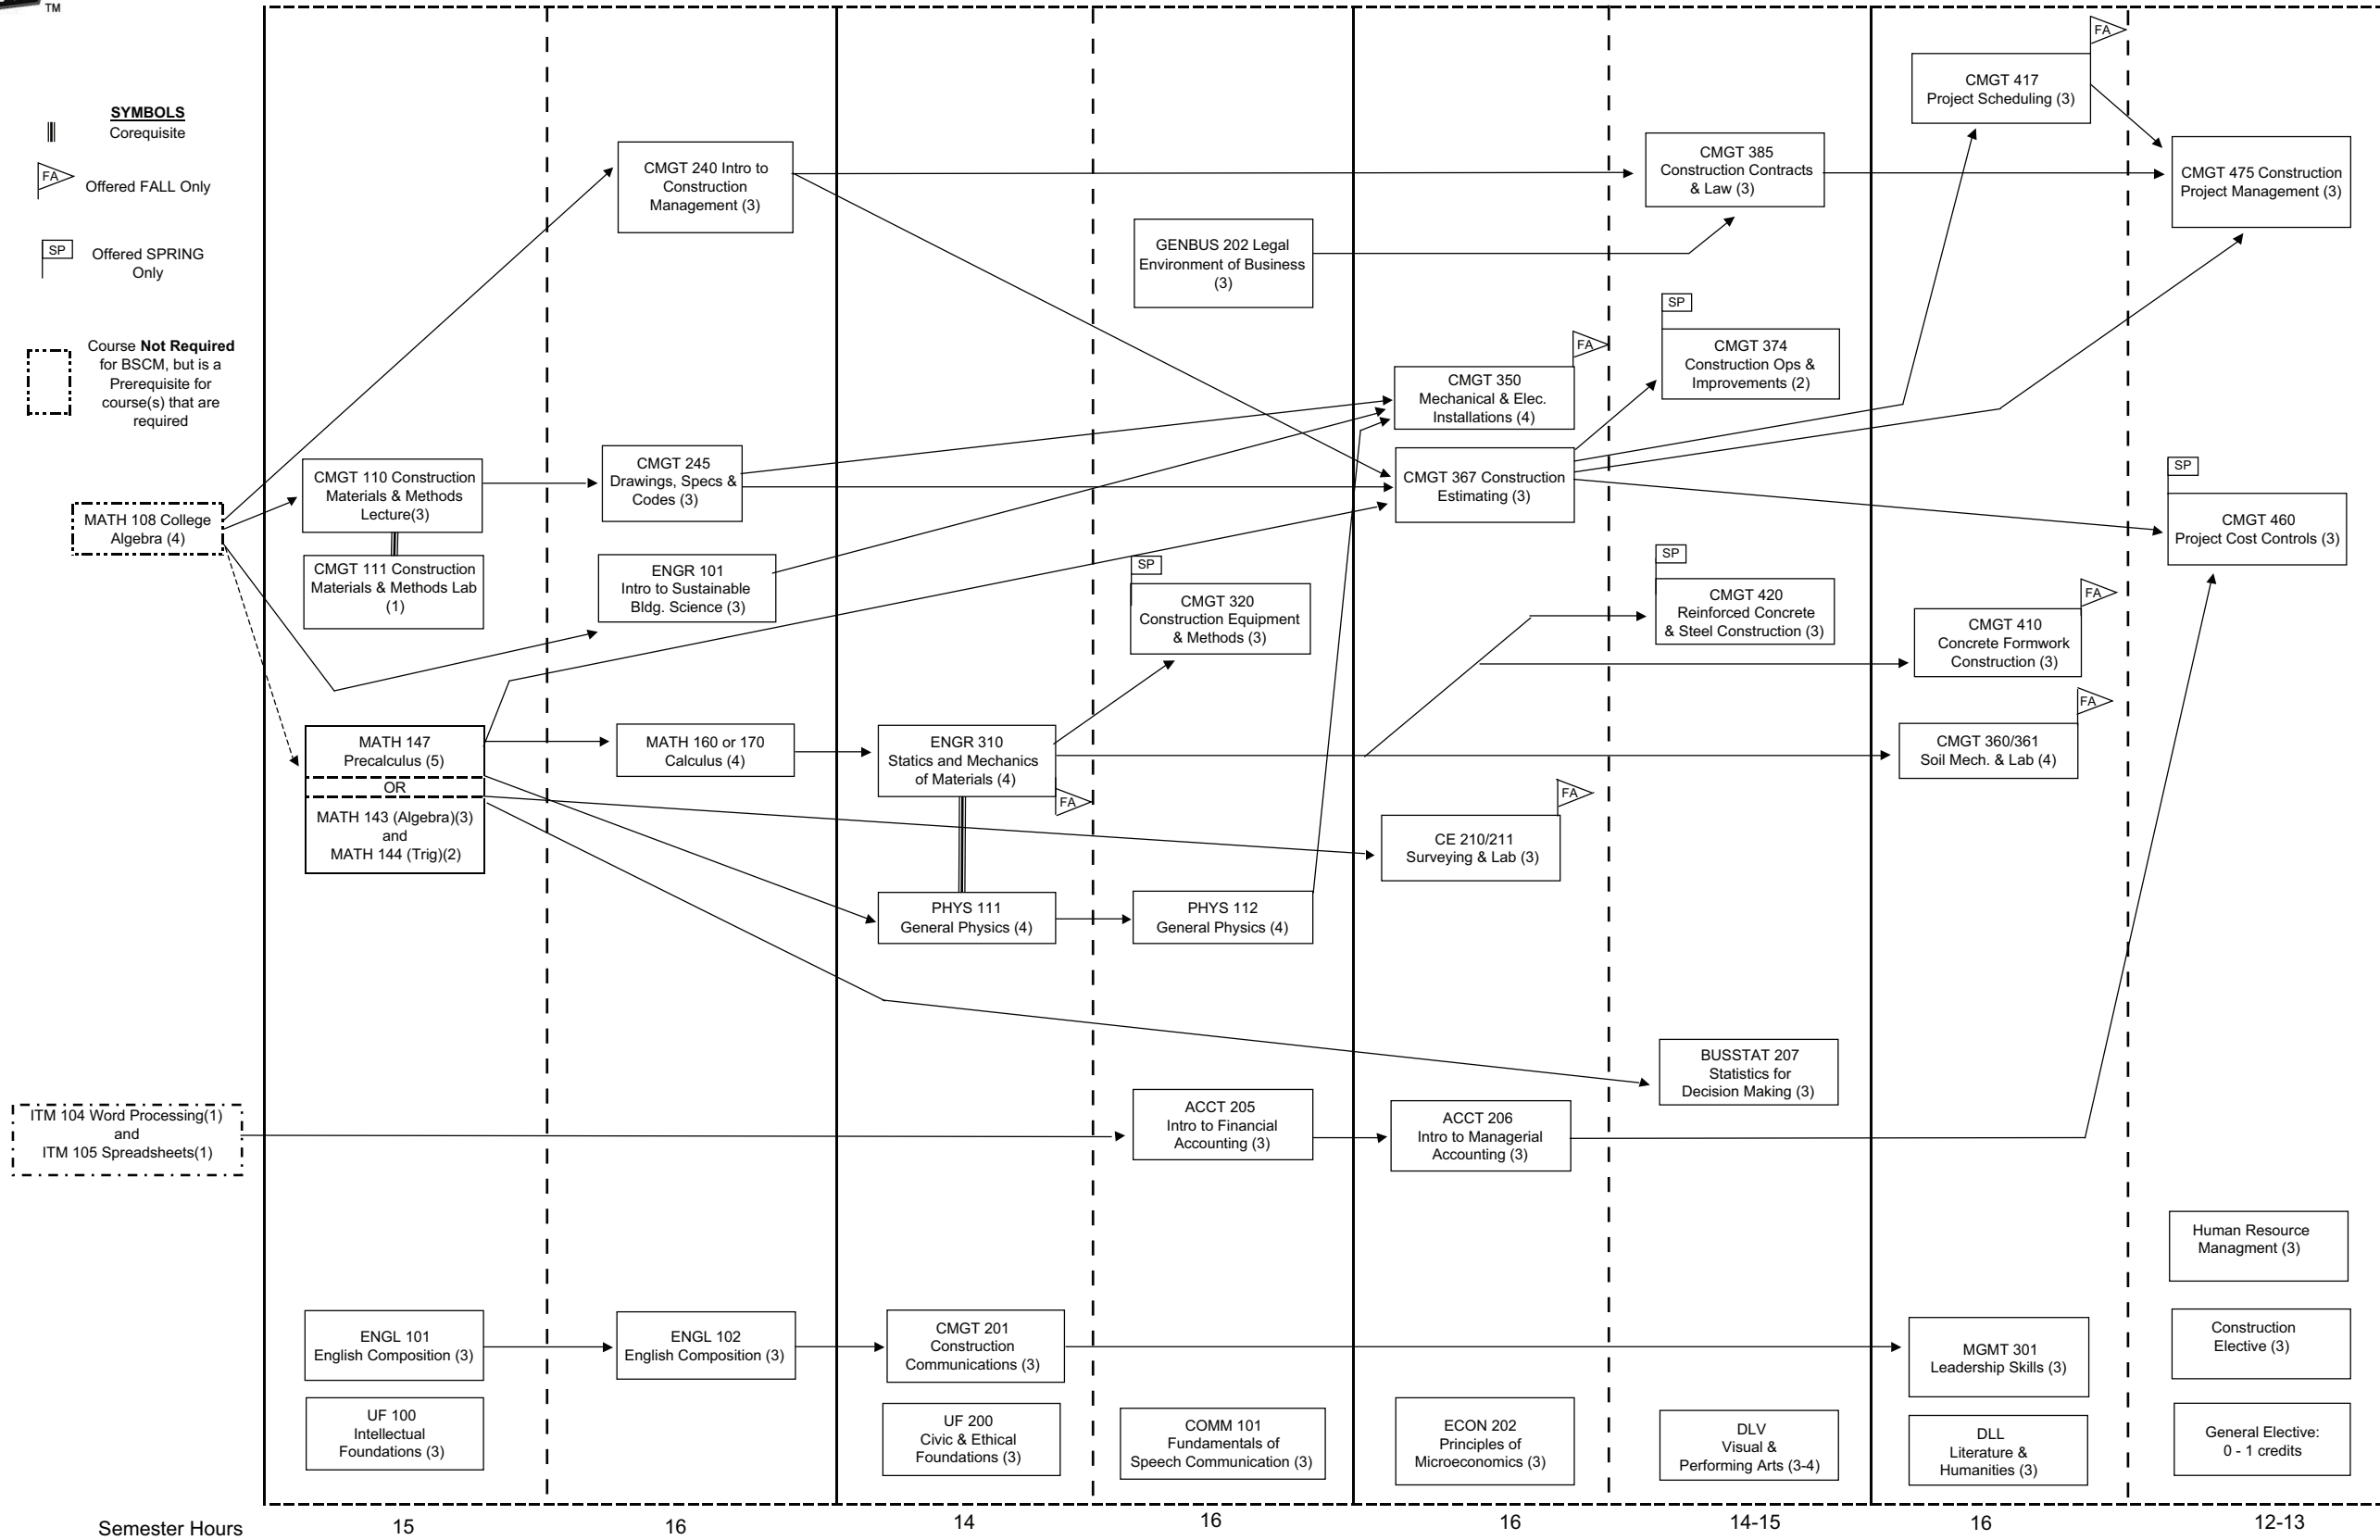 TM
SYMBOLS
Corequisite
FA
Offered FALL Only
SP
Offered SPRING
Only
Course Not Required
for BSCM, but is a
Prerequisite for
course(s) that are
required
MATH 108 College
Algebra (4)
ITM 104 Word Processing(1)
and
ITM 105 Spreadsheets(1)
CMGT 110 Construction
Materials & Methods
Lecture(3)
CMGT 111 Construction
Materials & Methods Lab
(1)
MATH 147
Precalculus (5)
OR
MATH 143 (Algebra)(3)
and
MATH 144 (Trig)(2)
ENGL 101
English Composition (3)
UF 100
Intellectual
Foundations (3)
CMGT 240 Intro to
Construction
Management (3)
CMGT 245
Drawings, Specs &
Codes (3)
ENGR 101
Intro to Sustainable
Bldg. Science (3)
MATH 160 or 170
Calculus (4)
ENGL 102
English Composition (3)
ENGR 310
Statics and Mechanics
of Materials (4)
FA
PHYS 111
General Physics (4)
CMGT 201
Construction
Communications (3)
UF 200
Civic & Ethical
Foundations (3)
GENBUS 202 Legal
Environment of Business
(3)
SP
CMGT 320
Construction Equipment
& Methods (3)
PHYS 112
General Physics (4)
ACCT 205
Intro to Financial
Accounting (3)
COMM 101
Fundamentals of
Speech Communication (3)
FA
CMGT 350
Mechanical & Elec.
Installations (4)
CMGT 367 Construction
Estimating (3)
FA
CE 210/211
Surveying & Lab (3)
ACCT 206
Intro to Managerial
Accounting (3)
ECON 202
Principles of
Microeconomics (3)
CMGT 385
Construction Contracts
& Law (3)
SP
CMGT 374
Construction Ops &
Improvements (2)
SP
CMGT 420
Reinforced Concrete
& Steel Construction (3)
BUSSTAT 207
Statistics for
Decision Making (3)
DLV
Visual &
Performing Arts (3-4)
FA
CMGT 417
Project Scheduling (3)
FA
CMGT 410
Concrete Formwork
Construction (3)
FA
CMGT 360/361
Soil Mech. & Lab (4)
MGMT 301
Leadership Skills (3)
DLL
Literature &
Humanities (3)
CMGT 475 Construction
Project Management (3)
SP
CMGT 460
Project Cost Controls (3)
Human Resource
Managment (3)
Construction
Elective (3)
General Elective:
0 - 1 credits
Semester Hours 15 16 14 16 16 14-15 16 12-13